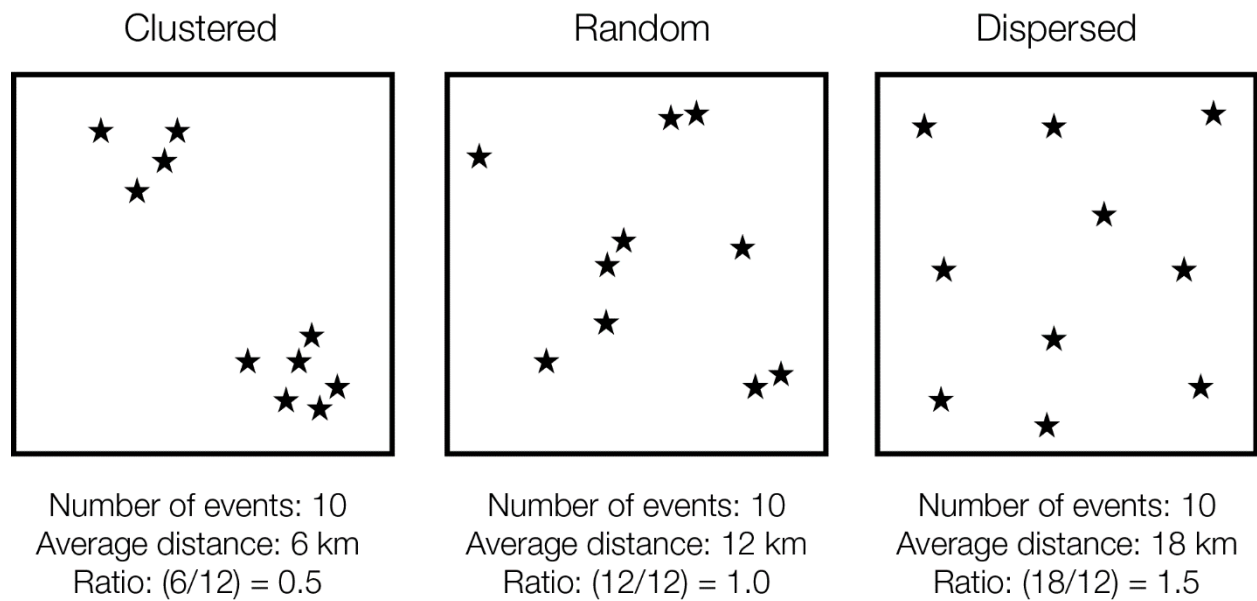 Clustered
Random
Dispersed
Number of events: 10
Average distance: 6 km
Ratio: (6/12) = 0.5
Number of events: 10
Average distance: 12 km
Ratio: (12/12) = 1.0
Number of events: 10
Average distance: 18 km
Ratio: (18/12) = 1.5